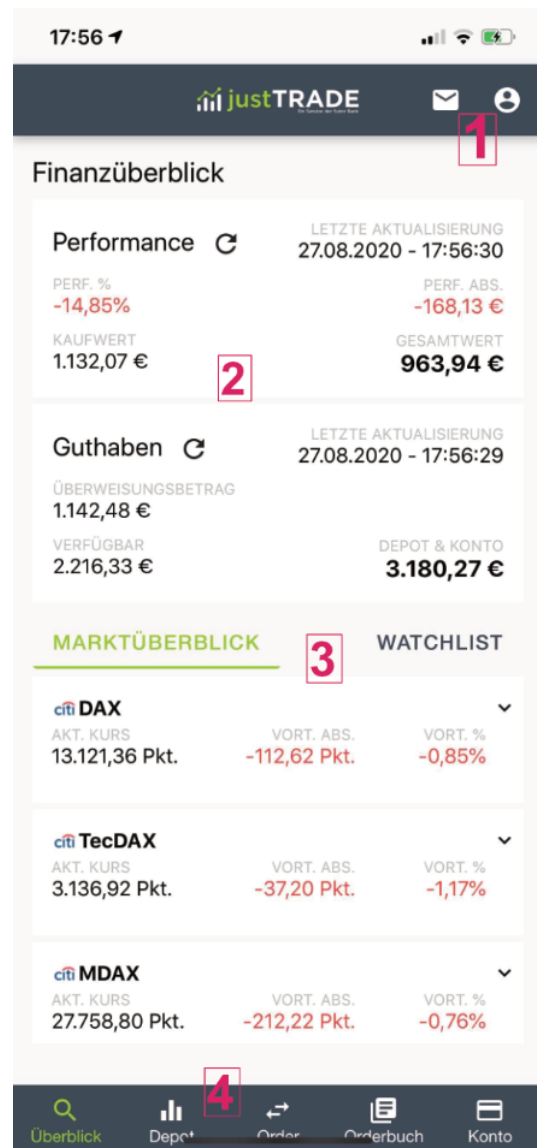 17:56
justTRADE
1
Finanzüberblick
Performance LETZTE AKTUALISIERUNG
27.08.2020 - 17:56:30
PERF. % PERF. ABS.
-14,85% -168,13 €
KAUFWERT GESAMTWERT
1.132,07 € 963,94 €
2
Guthaben LETZTE AKTUALISIERUNG
27.08.2020 - 17:56:29
ÜBERWEISUNGSBETRAG
1.142,48 €
VERFÜGBAR DEPOT & KONTO
2.216,33 € 3.180,27 €
MARKTÜBERBLICK 3 WATCHLIST
citi DAX
AKT. KURS VORT. ABS. VORT. %
13.121,36 Pkt. -112,62 Pkt. -0,85%
citi TecDAX
AKT. KURS VORT. ABS. VORT. %
3.136,92 Pkt. -37,20 Pkt. -1,17%
citi MDAX
AKT. KURS VORT. ABS. VORT. %
27.758,80 Pkt. -212,22 Pkt. -0,76%
4
Überblick Depot Order Orderbuch Konto